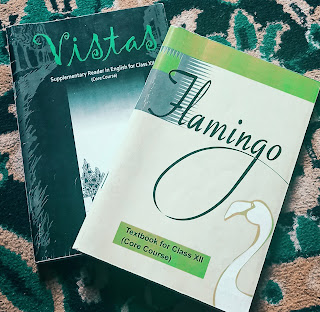 Vistas
Supplementary Reader in English for Class XII
(Core Course)
Flamingo
Textbook for Class XII
(Core Course)